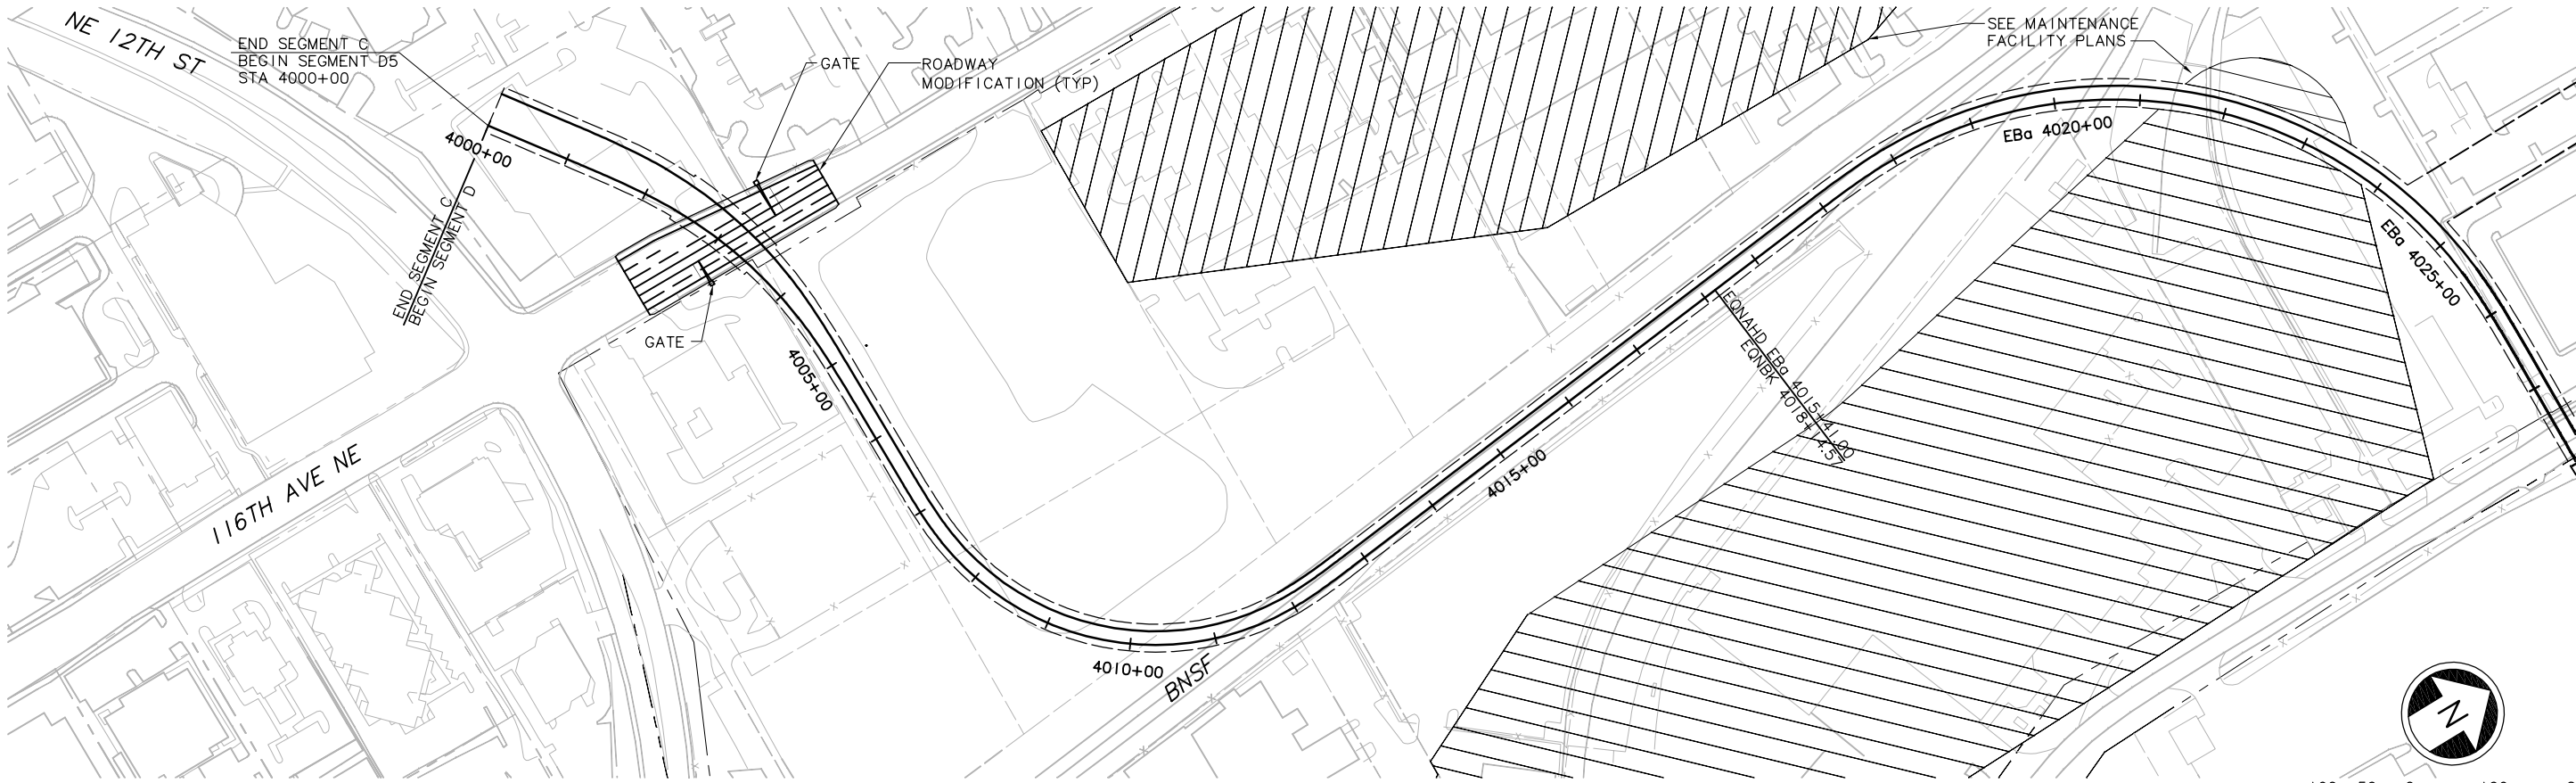 NE 12TH ST
END SEGMENT C
BEGIN SEGMENT D5
STA 4000+00
GATE
ROADWAY
MODIFICATION (TYP)
SEE MAINTENANCE
FACILITY PLANS
4000+00
END SEGMENT C
BEGIN SEGMENT D
GATE
4005+00
116TH AVE NE
4010+00
BNSF
4015+00
EQNAHD EBa 4015+41.00
EQNBK 4018+14.57
EBa 4020+00
EBa 4025+00
N